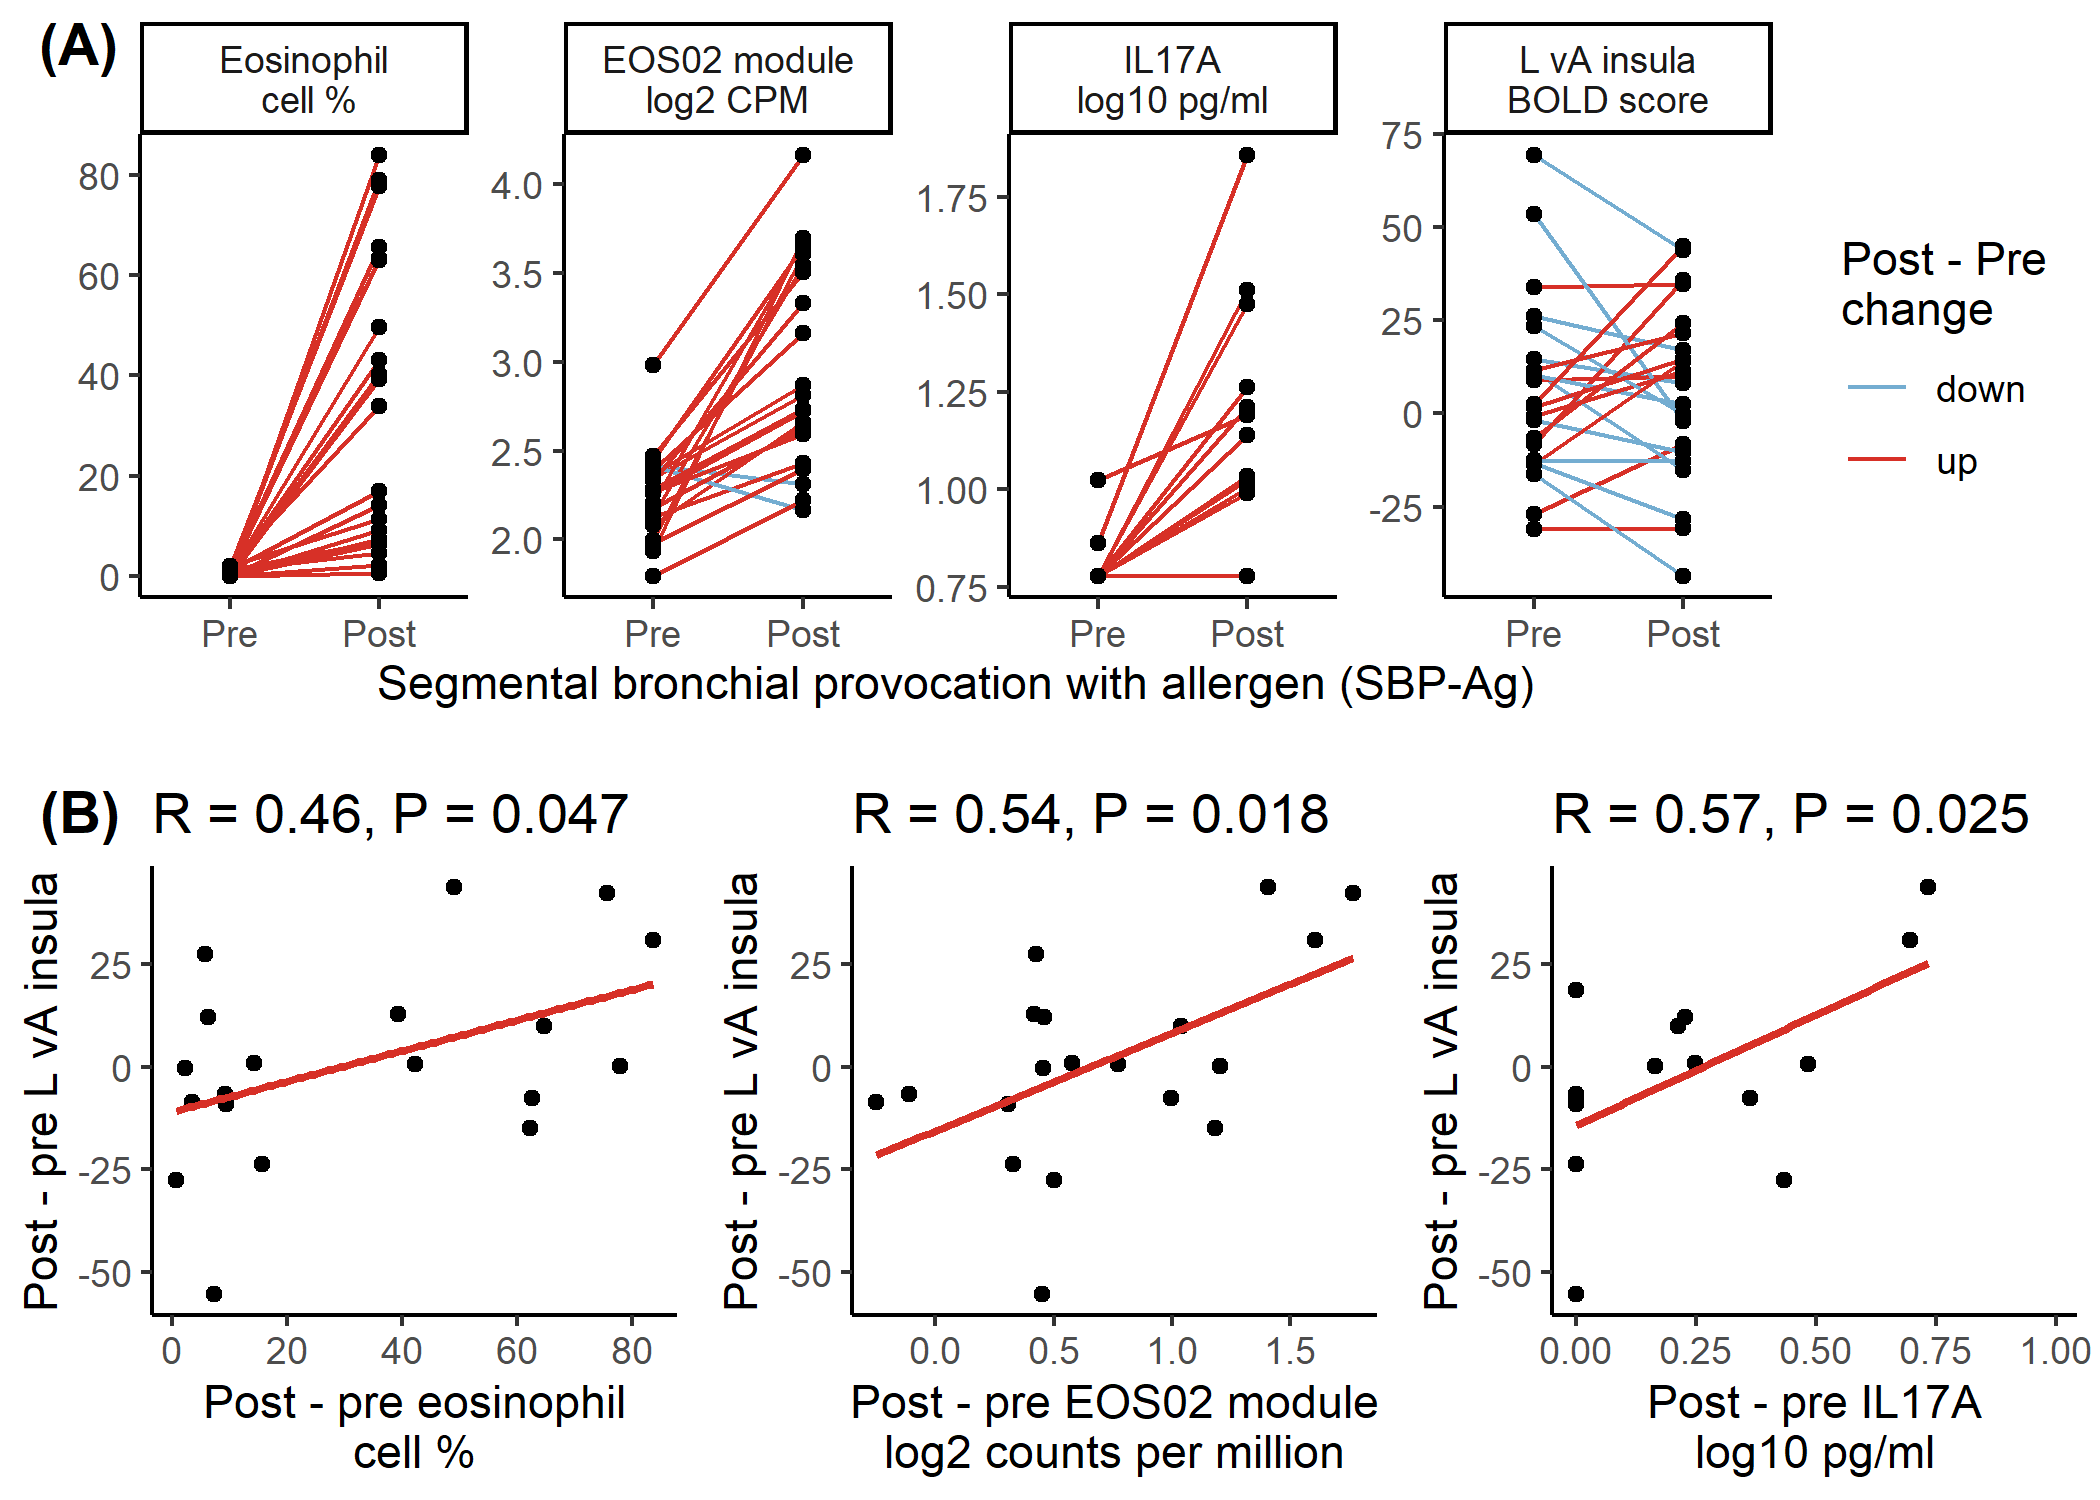 (A)
Eosinophil
cell %
EOS02 module
log2 CPM
IL17A
log10 pg/ml
L vA insula
BOLD score
80
60
40
20
0
4.0
3.5
3.0
2.5
2.0
1.75
1.50
1.25
1.00
0.75
75
50
25
0
-25
Pre
Post
Pre
Post
Pre
Post
Pre
Post
Segmental bronchial provocation with allergen (SBP-Ag)
Post - Pre
change
down
up
(B)
R = 0.46, P = 0.047
Post - pre L vA insula
25
0
-25
-50
0
20
40
60
80
Post - pre eosinophil
cell %
R = 0.54, P = 0.018
Post - pre L vA insula
25
0
-25
-50
0.0
0.5
1.0
1.5
Post - pre EOS02 module
log2 counts per million
R = 0.57, P = 0.025
Post - pre L vA insula
25
0
-25
-50
0.00
0.25
0.50
0.75
1.00
Post - pre IL17A
log10 pg/ml